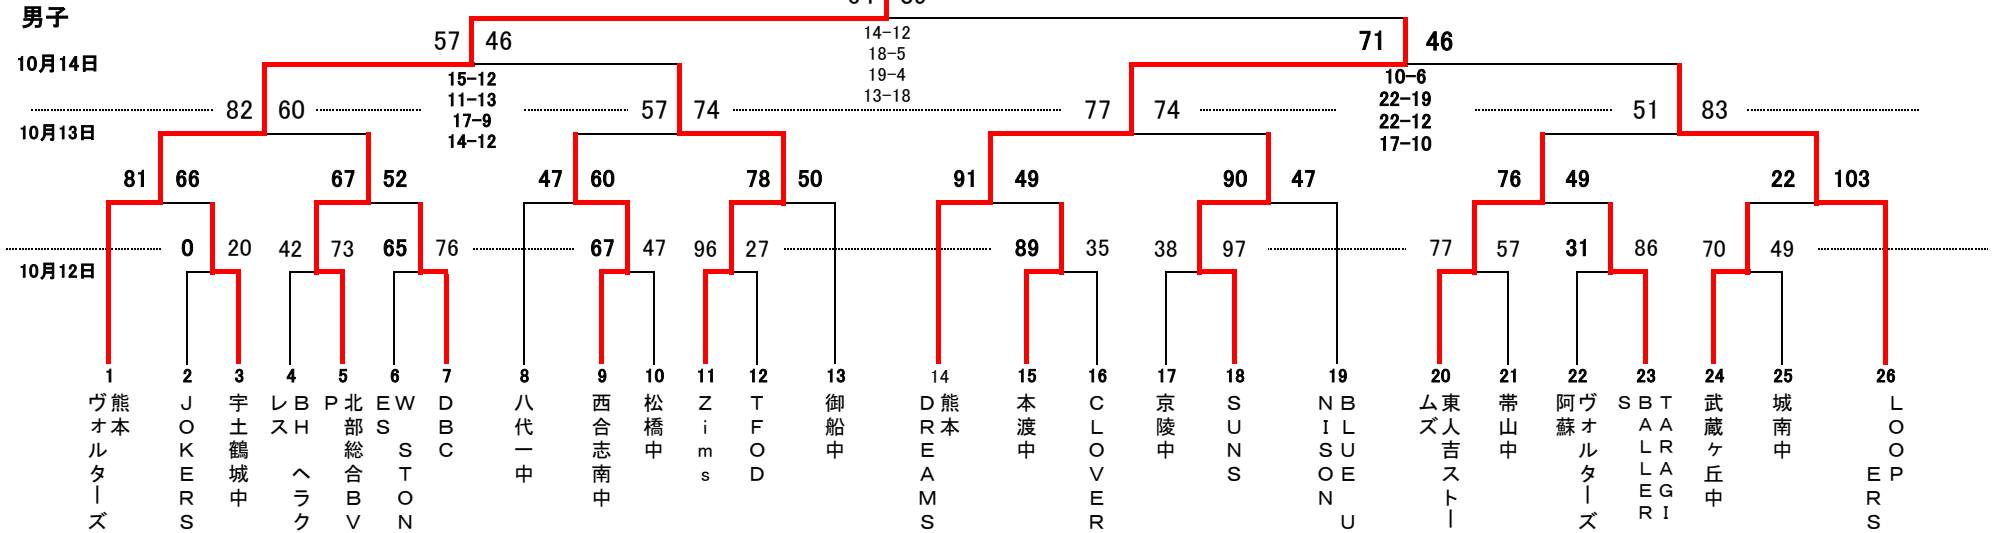 男子
14-12
57 46 71 46
18-5
10月14日
15-12 19-4 10-6
11-13 13-18 22-19
82 60 57 74 77 74 51 83
17-9 22-12
10月13日
14-12 17-10
81 66 67 52 47 60 78 50 91 49 90 47 76 49 22 103
0 20 42 73 65 76 67 47 96 27 89 35 38 97 77 57 31 86 70 49
10月12日
1 2 3 4 5 6 7 8 9 10 11 12 13 14 15 16 17 18 19 20 21 22 23 24 25 26
熊本
ヴォルターズ
JOKERS
宇土鶴城中
BH ヘラク
レス
北部総合BV
P
W STON
ES
DBC
八代一中
西合志南中
松橋中
Zims
TFOD
御船中
熊本
DREAMS
本渡中
CLOVER
京陵中
SUNS
BLUE U
NISON
東人吉ストー
ムズ
帯山中
ヴォルターズ
阿蘇
TARAGI
BALLER
S
武蔵ヶ丘中
城南中
LOOP
ERS